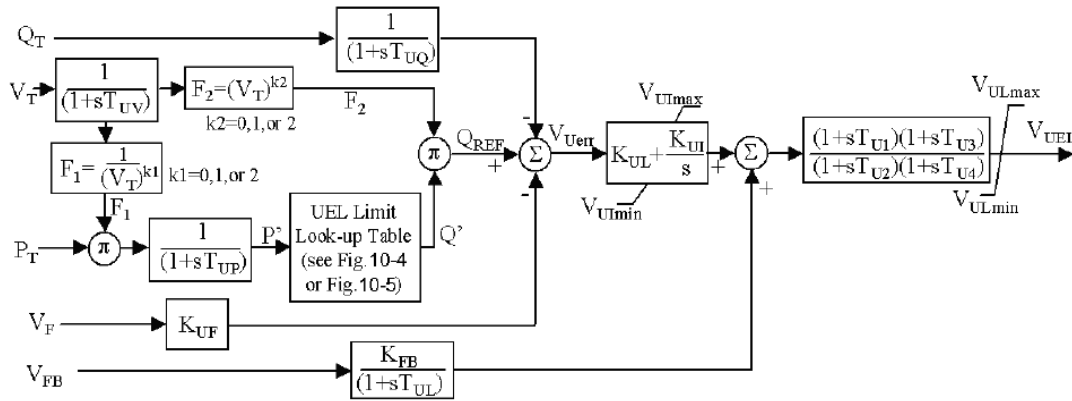 Q_T
1
(1+sT_UQ)
V_T
1
(1+sT_UV)
F_2=(V_T)^k2
k2=0,1,or 2
F_2
F_1= 1
(V_T)^k1
k1=0,1,or 2
F_1
P_T
π
1
(1+sT_UP)
P'
UEL Limit
Look-up Table
(see Fig.10-4
or Fig.10-5)
Q'
π
Q_REF
+
-
-
Σ
V_Uerr
V_UImax
K_UL+ K_UI
s
V_UImin
+
Σ
+
(1+sT_U1)(1+sT_U3)
(1+sT_U2)(1+sT_U4)
V_ULmax
V_UEL
V_ULmin
V_F
K_UF
V_FB
K_FB
(1+sT_UL)